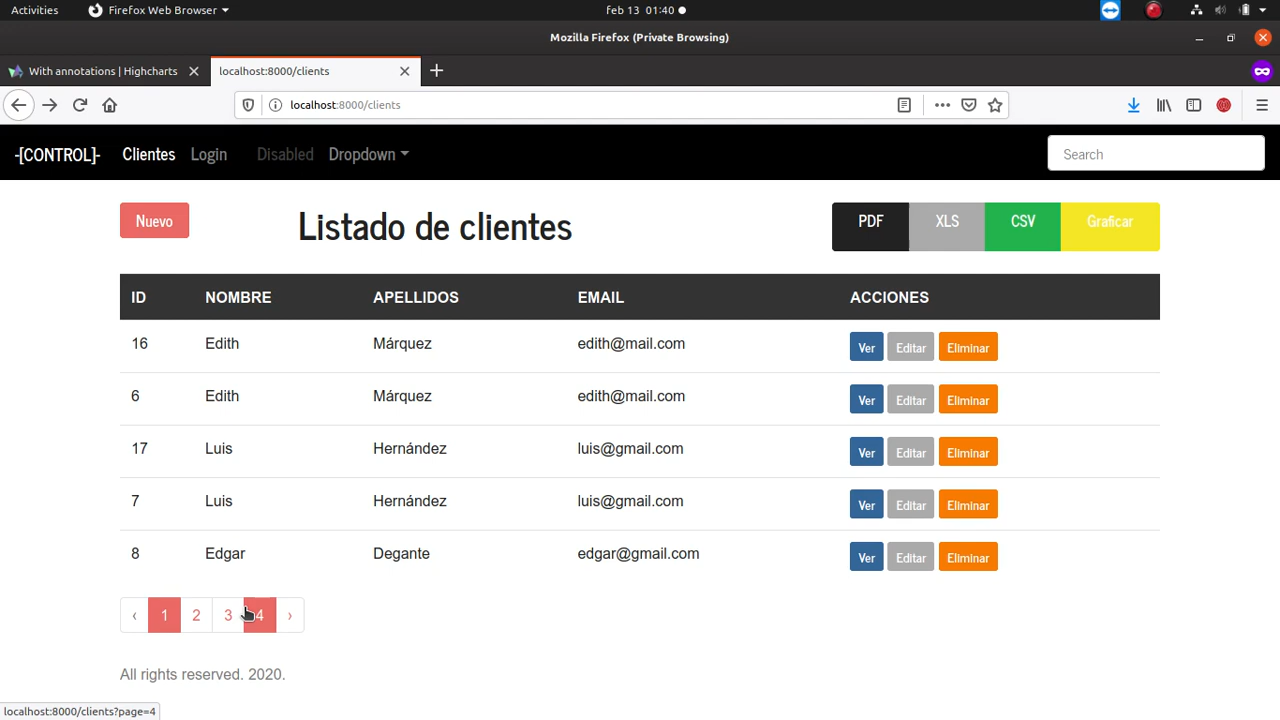 Activities Firefox Web Browser feb 13 01:40
Mozilla Firefox (Private Browsing)
With annotations | Highcharts localhost:8000/clients
localhost:8000/clients
-[CONTROL]- Clientes Login Disabled Dropdown Search
Nuevo Listado de clientes PDF XLS CSV Graficar
ID NOMBRE APELLIDOS EMAIL ACCIONES
16 Edith Márquez edith@mail.com Ver Editar Eliminar
6 Edith Márquez edith@mail.com Ver Editar Eliminar
17 Luis Hernández luis@gmail.com Ver Editar Eliminar
7 Luis Hernández luis@gmail.com Ver Editar Eliminar
8 Edgar Degante edgar@gmail.com Ver Editar Eliminar
‹ 1 2 3 4 ›
All rights reserved. 2020.
localhost:8000/clients?page=4